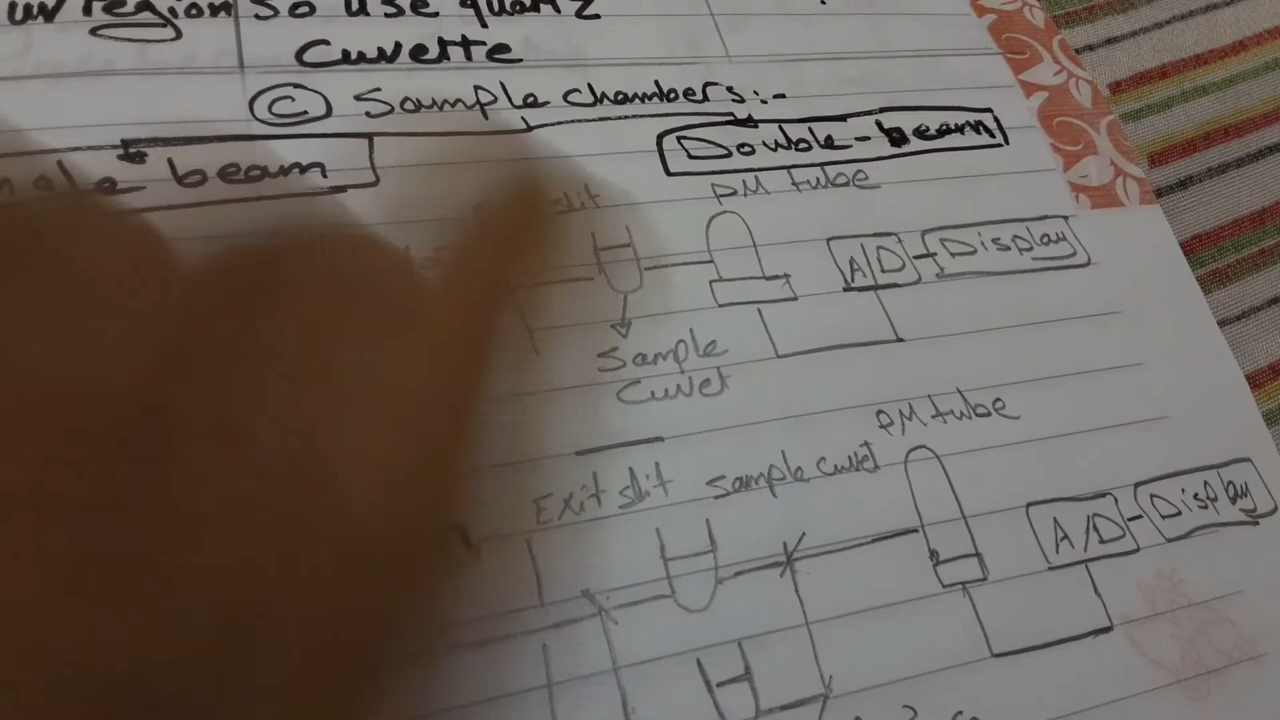 uv region so use quartz
Cuvette
C Sample chambers:-
beam
Double-beam
slit
PM tube
A/D
Display
Sample
Cuvet
PM tube
Exit slit
Sample cuvet
A/D
Display